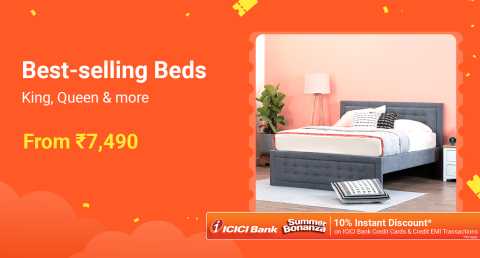 Best-selling Beds
King, Queen & more
From ₹7,490
ICICI Bank
Summer
Bonanza
10% Instant Discount*
on ICICI Bank Credit Cards & Credit EMI Transactions